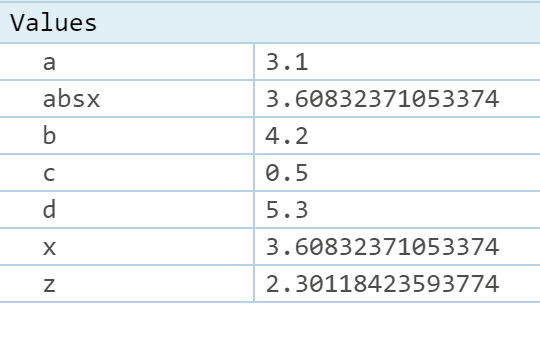 Values
a 3.1
absx 3.60832371053374
b 4.2
c 0.5
d 5.3
x 3.60832371053374
z 2.30118423593774